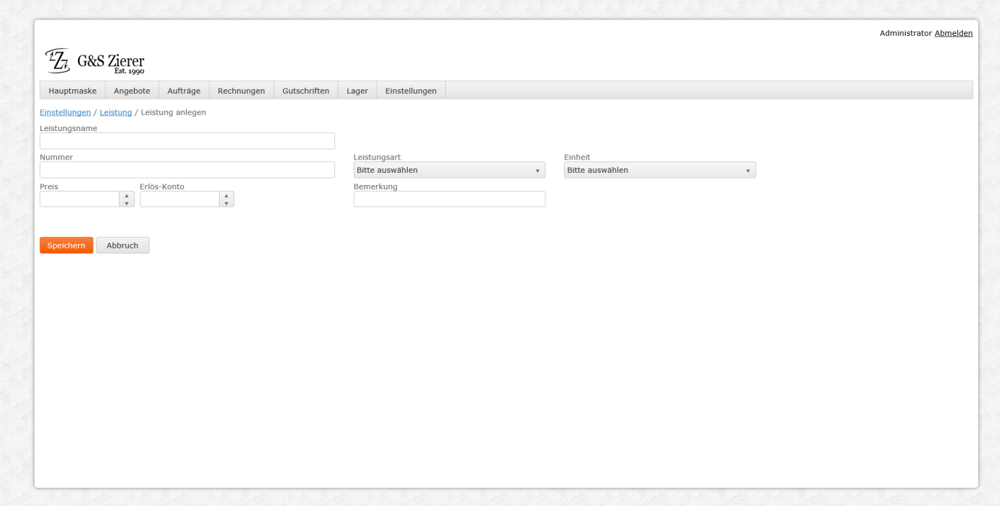 Administrator Abmelden
G&S Zierer
Est. 1990
Hauptmaske Angebote Aufträge Rechnungen Gutschriften Lager Einstellungen
Einstellungen / Leistung / Leistung anlegen
Leistungsname
Nummer Leistungsart Einheit
Bitte auswählen Bitte auswählen
Preis Erlös-Konto Bemerkung
Speichern Abbruch